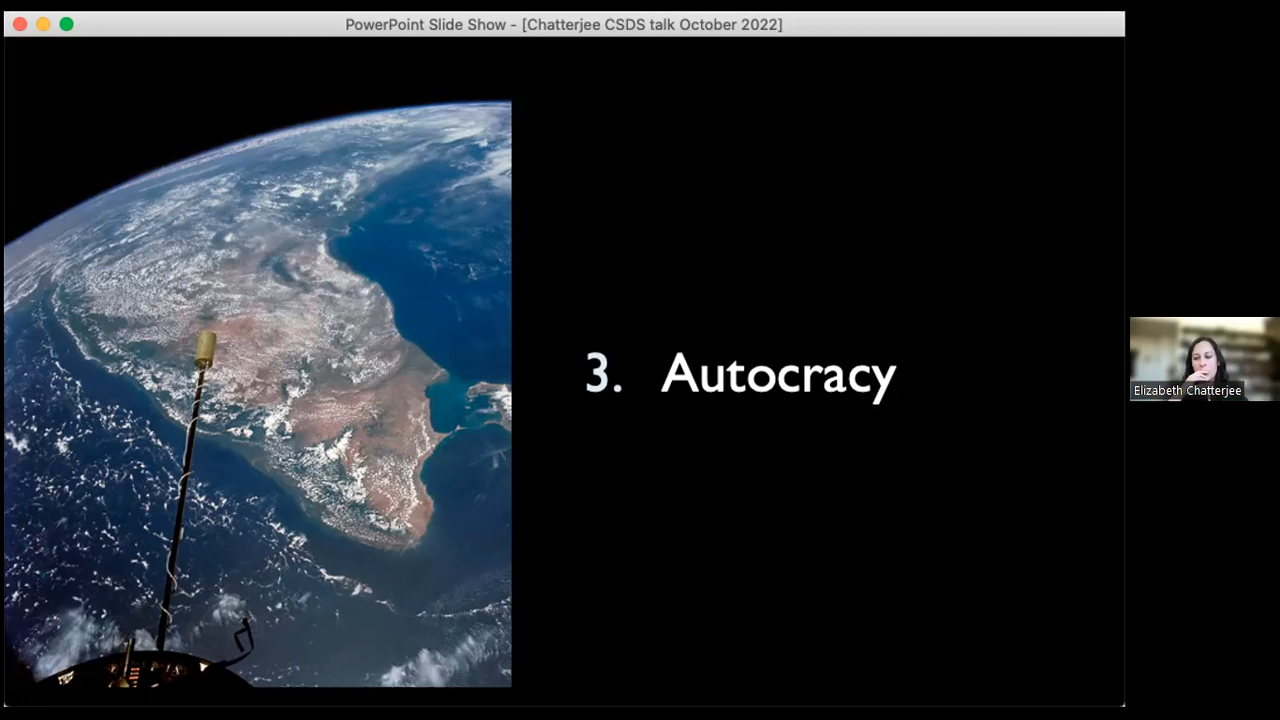 PowerPoint Slide Show - [Chatterjee CSDS talk October 2022]
3. Autocracy
Elizabeth Chatterjee